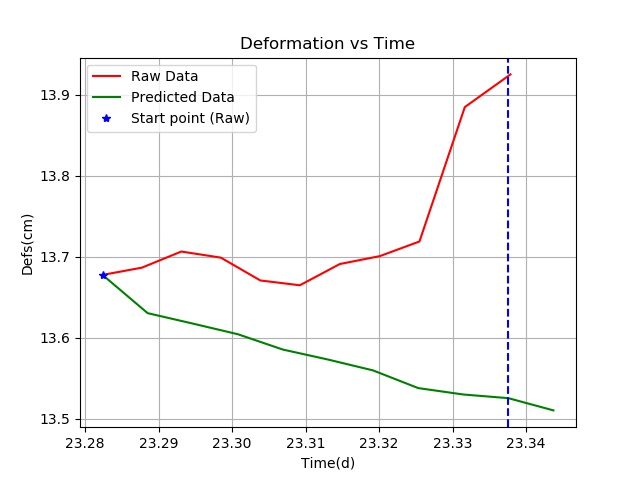 Deformation vs Time
Raw Data
Predicted Data
Start point (Raw)
13.9
13.8
13.7
13.6
13.5
Defs(cm)
23.28 23.29 23.30 23.31 23.32 23.33 23.34
Time(d)